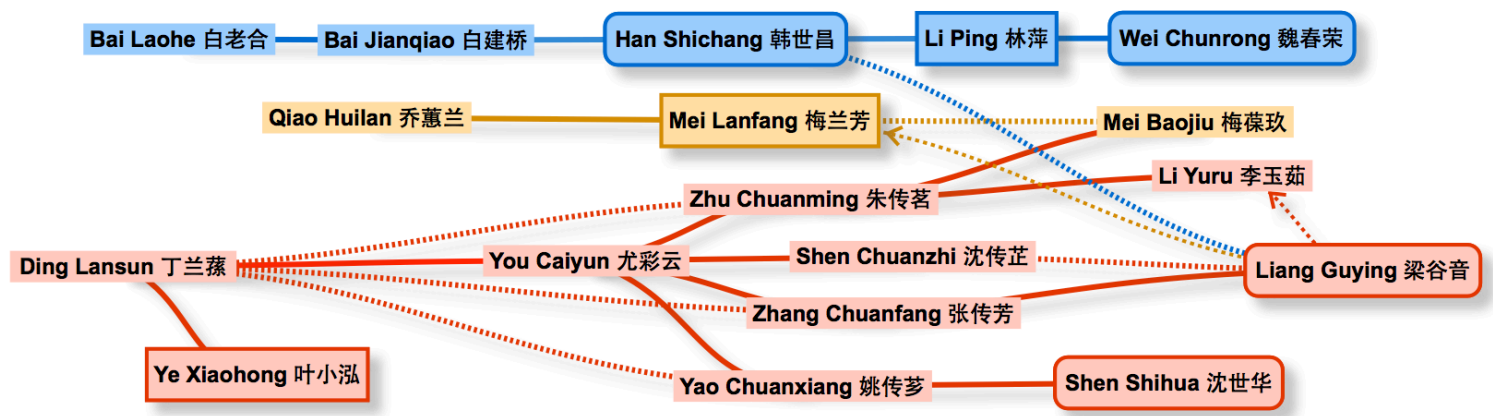 Bai Laohe 白老合
Bai Jianqiao 白建桥
Han Shichang 韩世昌
Li Ping 林萍
Wei Chunrong 魏春荣
Qiao Huilan 乔蕙兰
Mei Lanfang 梅兰芳
Mei Baojiu 梅葆玖
Li Yuru 李玉茹
Zhu Chuanming 朱传茗
Ding Lansun 丁兰荪
You Caiyun 尤彩云
Shen Chuanzhi 沈传芷
Liang Guying 梁谷音
Zhang Chuanfang 张传芳
Ye Xiaohong 叶小泓
Yao Chuanxiang 姚传芗
Shen Shihua 沈世华